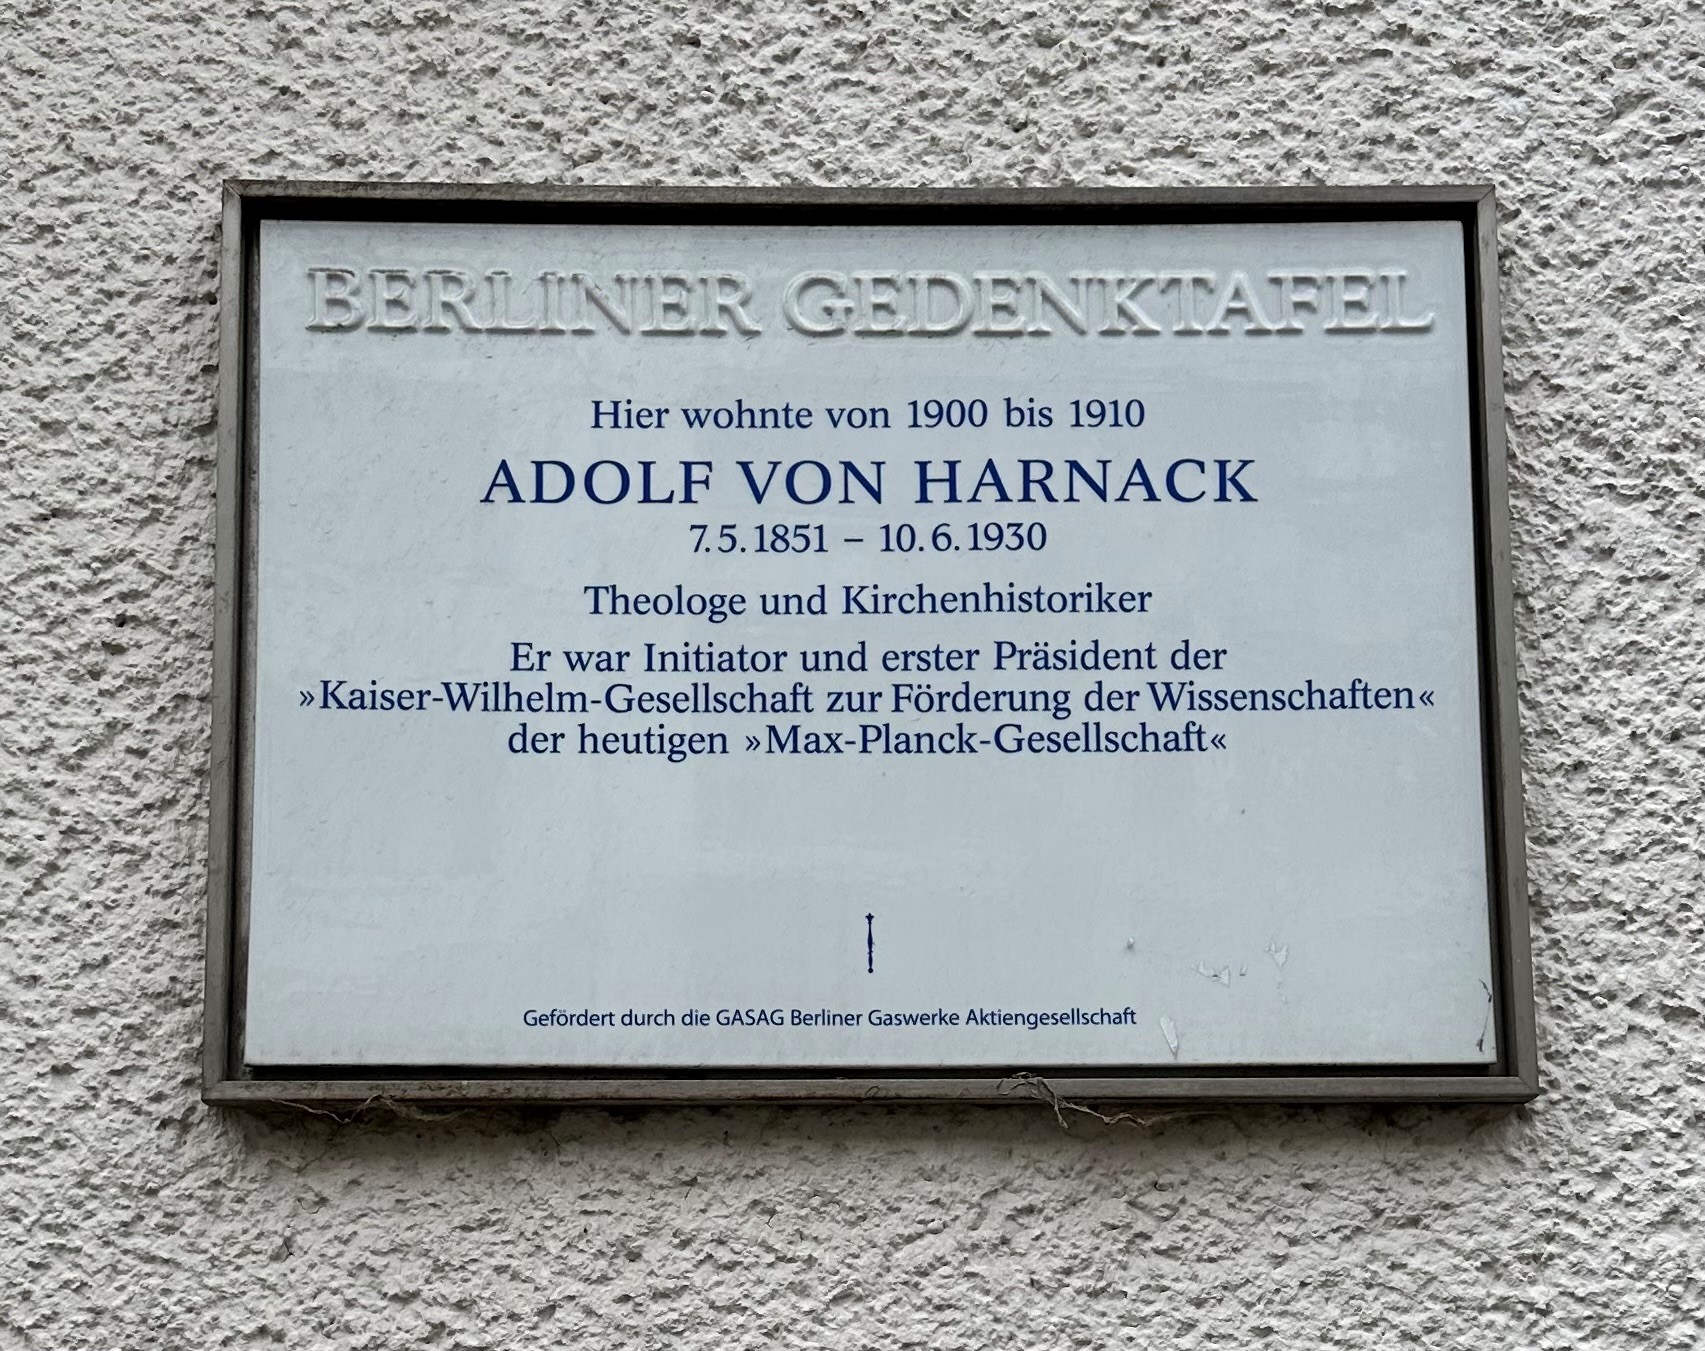 BERLINER GEDENKTAFEL
Hier wohnte von 1900 bis 1910
ADOLF VON HARNACK
7.5.1851 – 10.6.1930
Theologe und Kirchenhistoriker
Er war Initiator und erster Präsident der
»Kaiser-Wilhelm-Gesellschaft zur Förderung der Wissenschaften«
der heutigen »Max-Planck-Gesellschaft«
Gefördert durch die GASAG Berliner Gaswerke Aktiengesellschaft